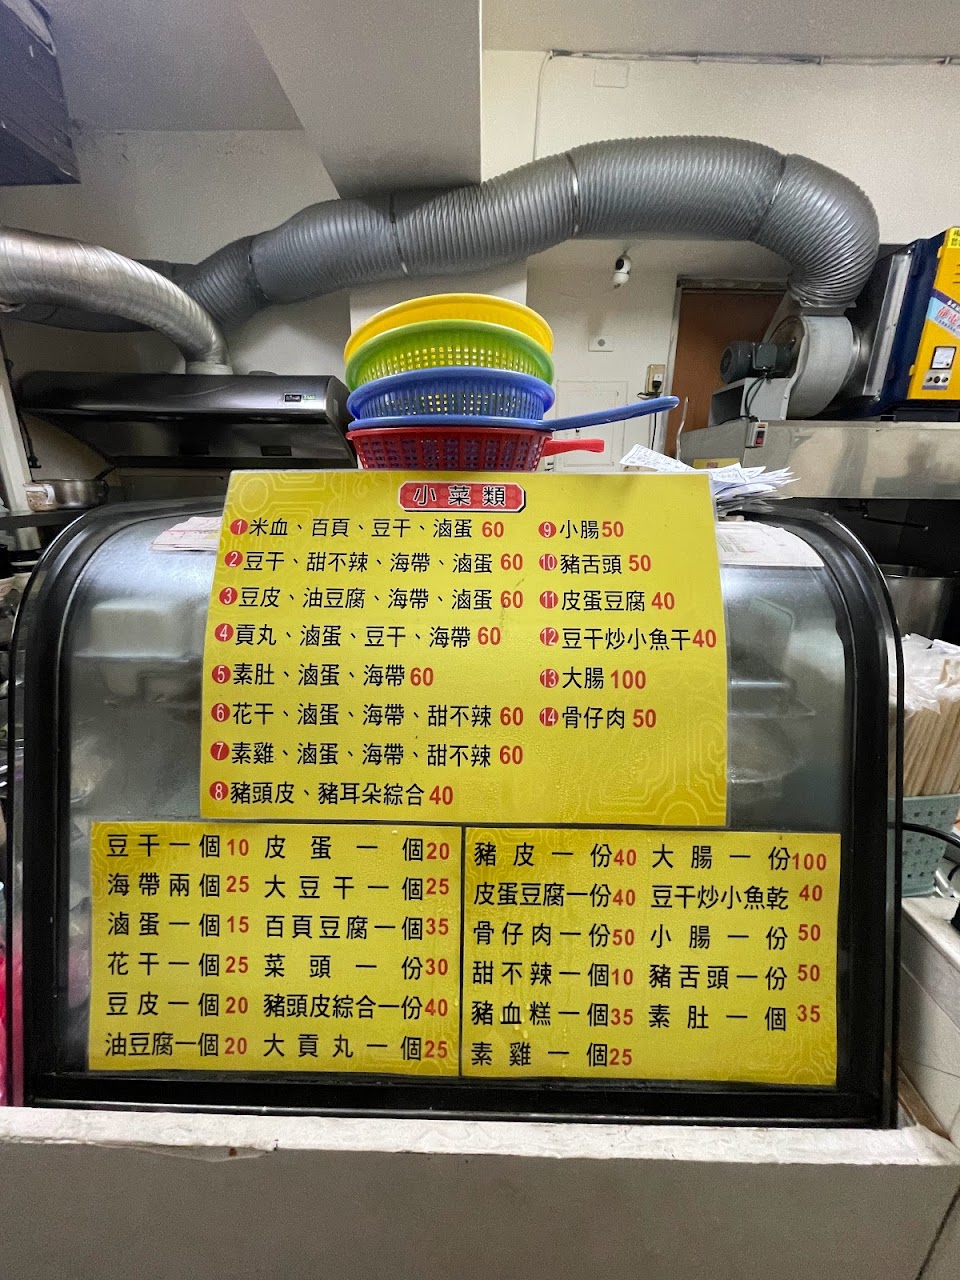 小菜類
1 米血、百頁、豆干、滷蛋 60
2 豆干、甜不辣、海帶、滷蛋 60
3 豆皮、油豆腐、海帶、滷蛋 60
4 貢丸、滷蛋、豆干、海帶 60
5 素肚、滷蛋、海帶 60
6 花干、滷蛋、海帶、甜不辣 60
7 素雞、滷蛋、海帶、甜不辣 60
8 豬頭皮、豬耳朵綜合 40
9 小腸 50
10 豬舌頭 50
11 皮蛋豆腐 40
12 豆干炒小魚干 40
13 大腸 100
14 骨仔肉 50
豆干一個 10 皮蛋一個 20
海帶兩個 25 大豆干一個 25
滷蛋一個 15 百頁豆腐一個 35
花干一個 25 菜頭一份 30
豆皮一個 20 豬頭皮綜合一份 40
油豆腐一個 20 大貢丸一個 25
豬皮一份 40 大腸一份 100
皮蛋豆腐一份 40 豆干炒小魚乾 40
骨仔肉一份 50 小腸一份 50
甜不辣一個 10 豬舌頭一份 50
豬血糕一個 35 素肚一個 35
素雞一個 25